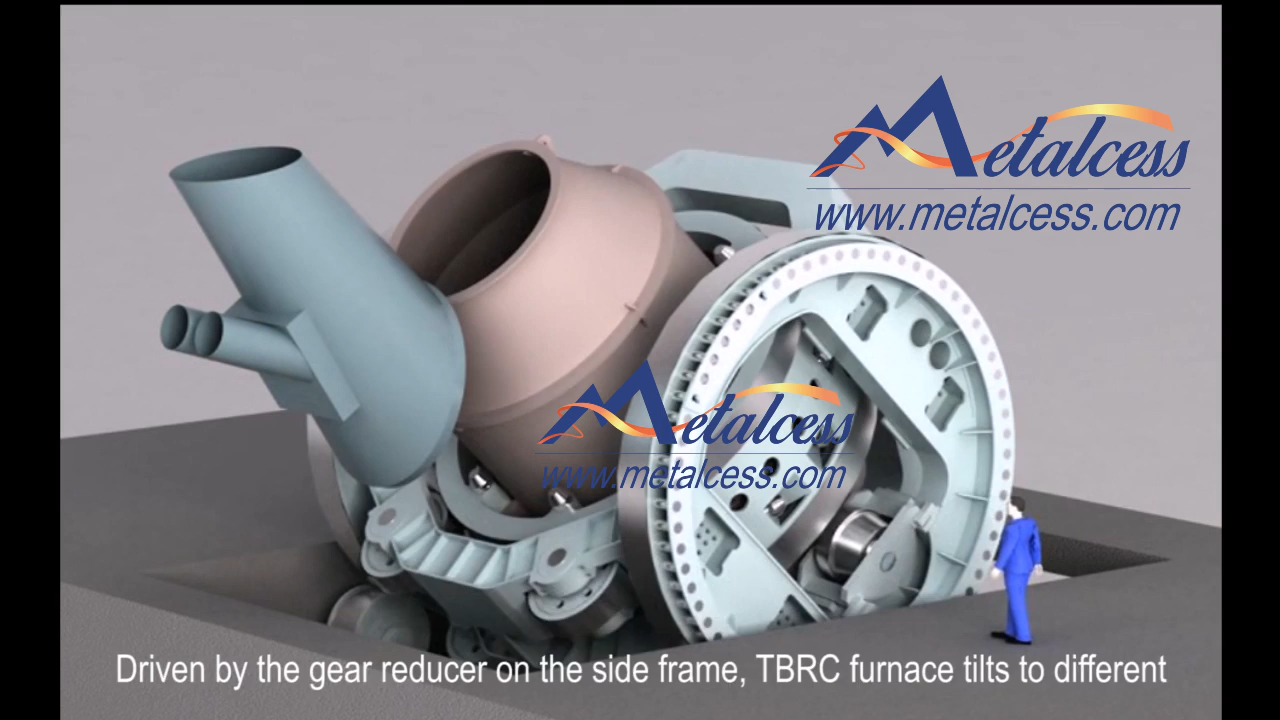 Metalcess
www.metalcess.com
Metalcess
www.metalcess.com
Driven by the gear reducer on the side frame, TBRC furnace tilts to different